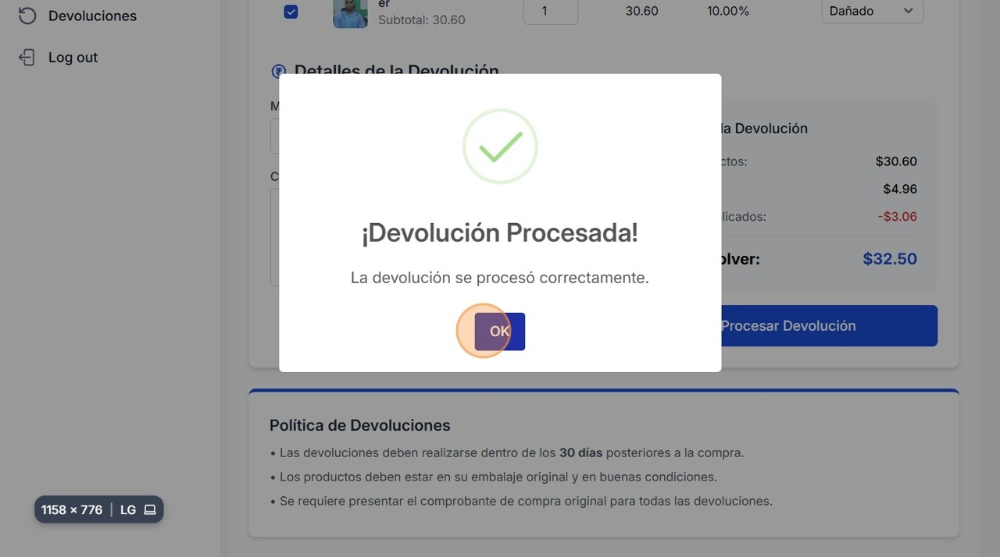 Devoluciones
er
1
30.60
10.00%
Dañado
Subtotal: 30.60
Log out
Detalles de la Devolución
M
la Devolución
ctos:
$30.60
C
$4.96
licados:
-$3.06
olver:
$32.50
¡Devolución Procesada!
La devolución se procesó correctamente.
OK
Procesar Devolución
Política de Devoluciones
• Las devoluciones deben realizarse dentro de los 30 días posteriores a la compra.
• Los productos deben estar en su embalaje original y en buenas condiciones.
• Se requiere presentar el comprobante de compra original para todas las devoluciones.
1158 × 776 | LG